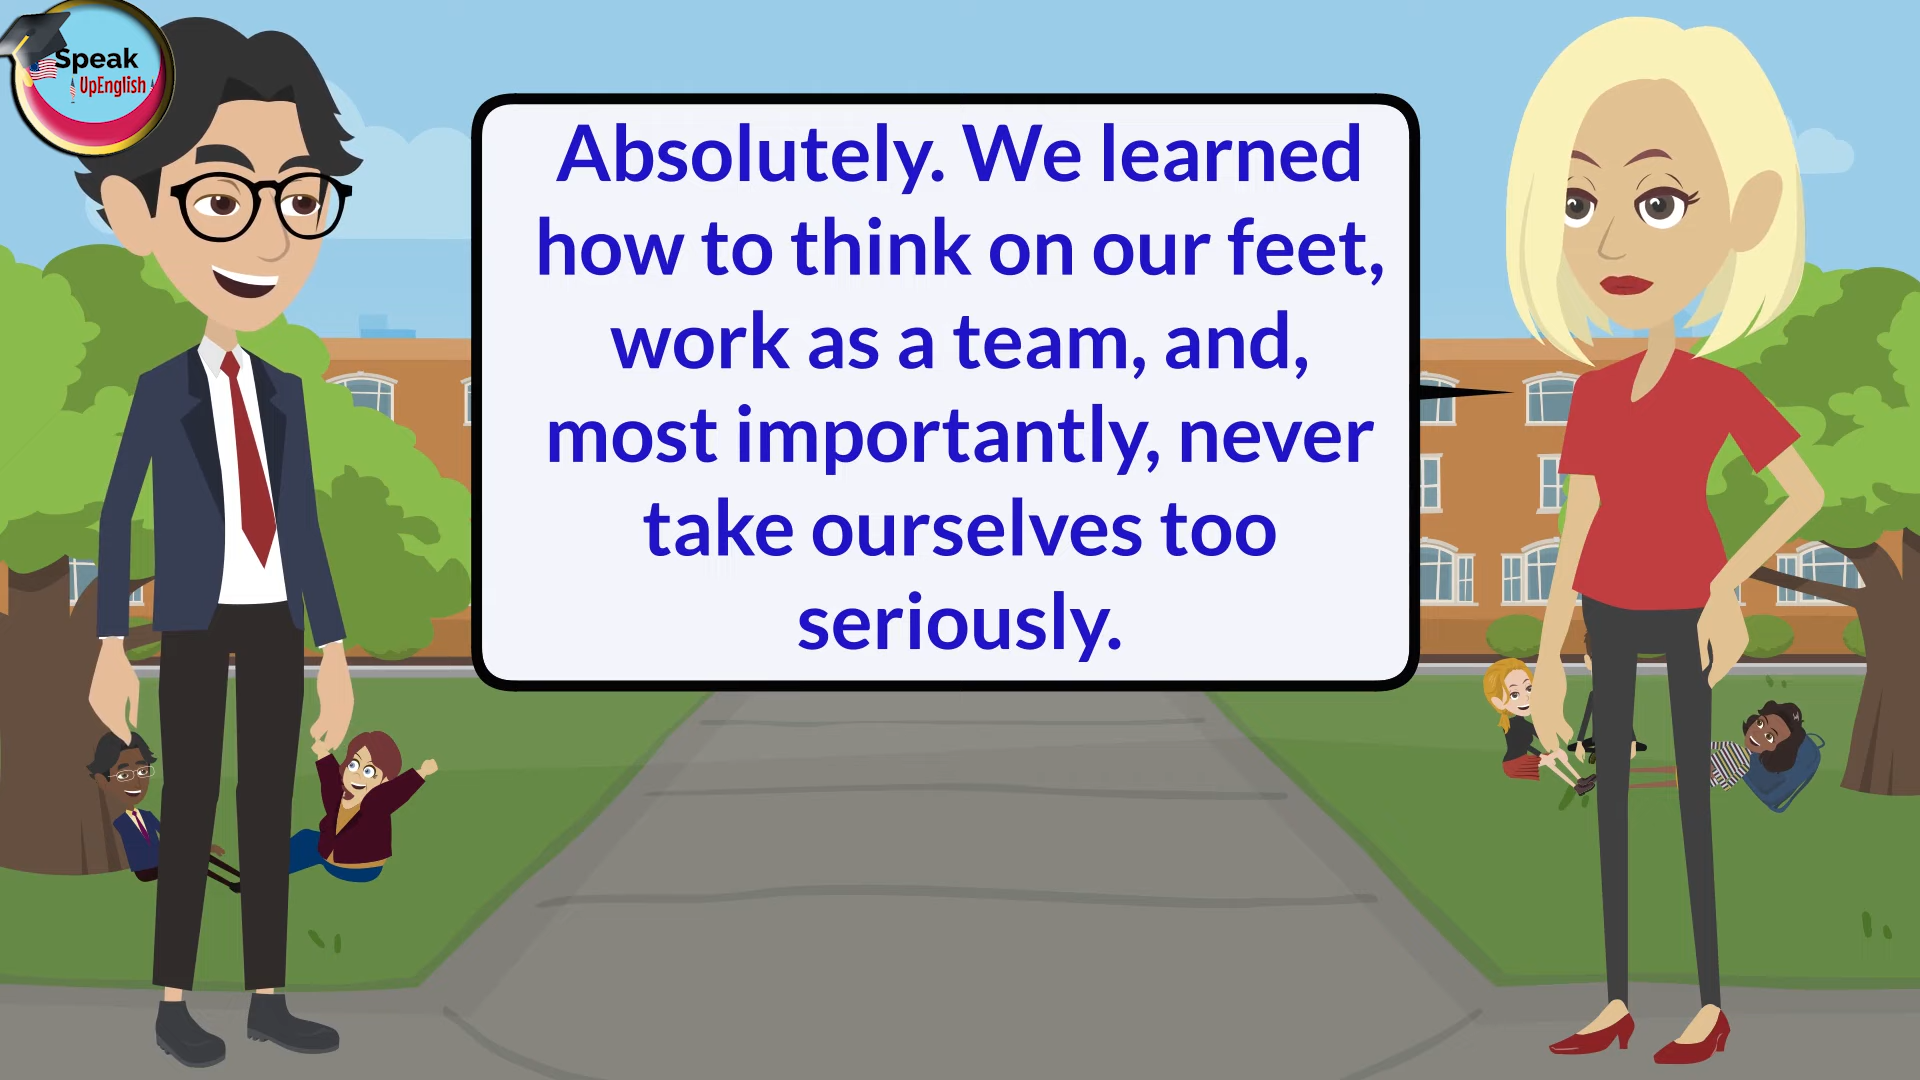 Speak
UpEnglish
Absolutely. We learned
how to think on our feet,
work as a team, and,
most importantly, never
take ourselves too
seriously.